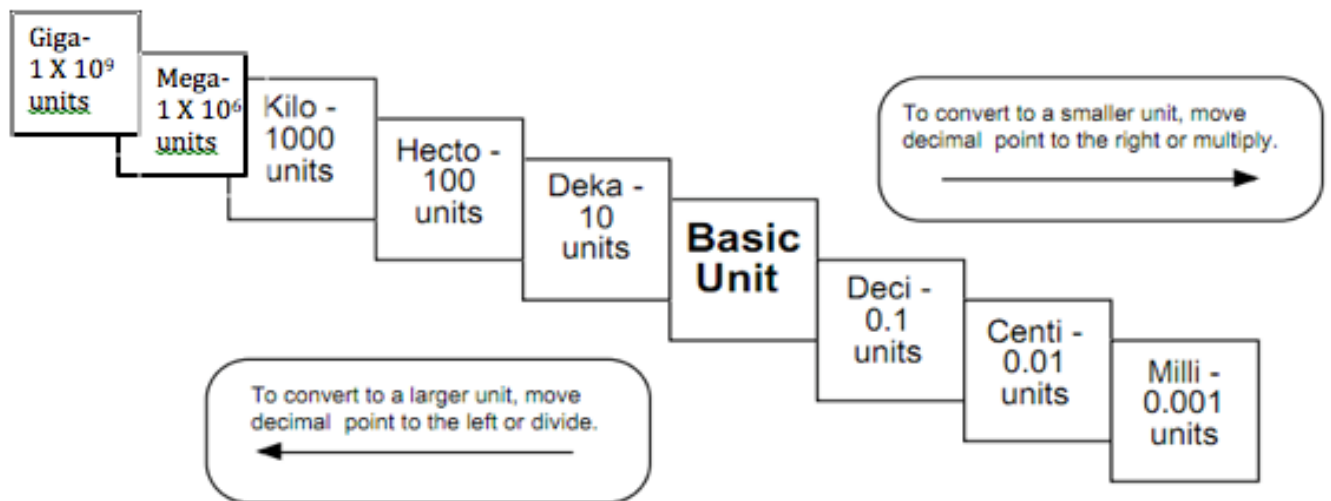 Giga-
1 X 10⁹
units
Mega-
1 X 10⁶
units
Kilo -
1000
units
Hecto -
100
units
Deka -
10
units
Basic
Unit
Deci -
0.1
units
Centi -
0.01
units
Milli -
0.001
units
To convert to a smaller unit, move
decimal point to the right or multiply.
To convert to a larger unit, move
decimal point to the left or divide.